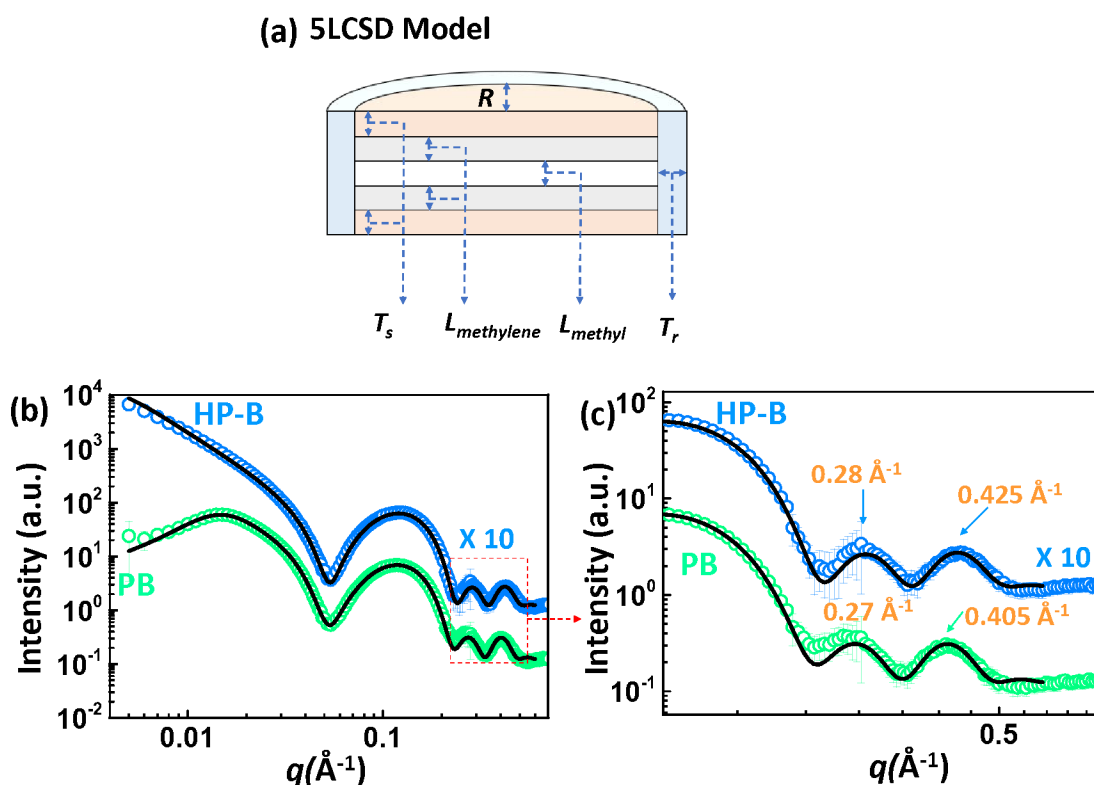 (a) 5LCSD Model
R
T_s L_methylene L_methyl T_r
(b)
10^4
10^3
10^2
10^1
10^0
10^-1
10^-2
Intensity (a.u.)
HP-B
PB
X 10
0.01 0.1
q(Å^-1)
(c)
10^2
10^1
10^0
10^-1
Intensity (a.u.)
HP-B
0.28 Å^-1
0.425 Å^-1
X 10
PB
0.27 Å^-1
0.405 Å^-1
0.5
q(Å^-1)